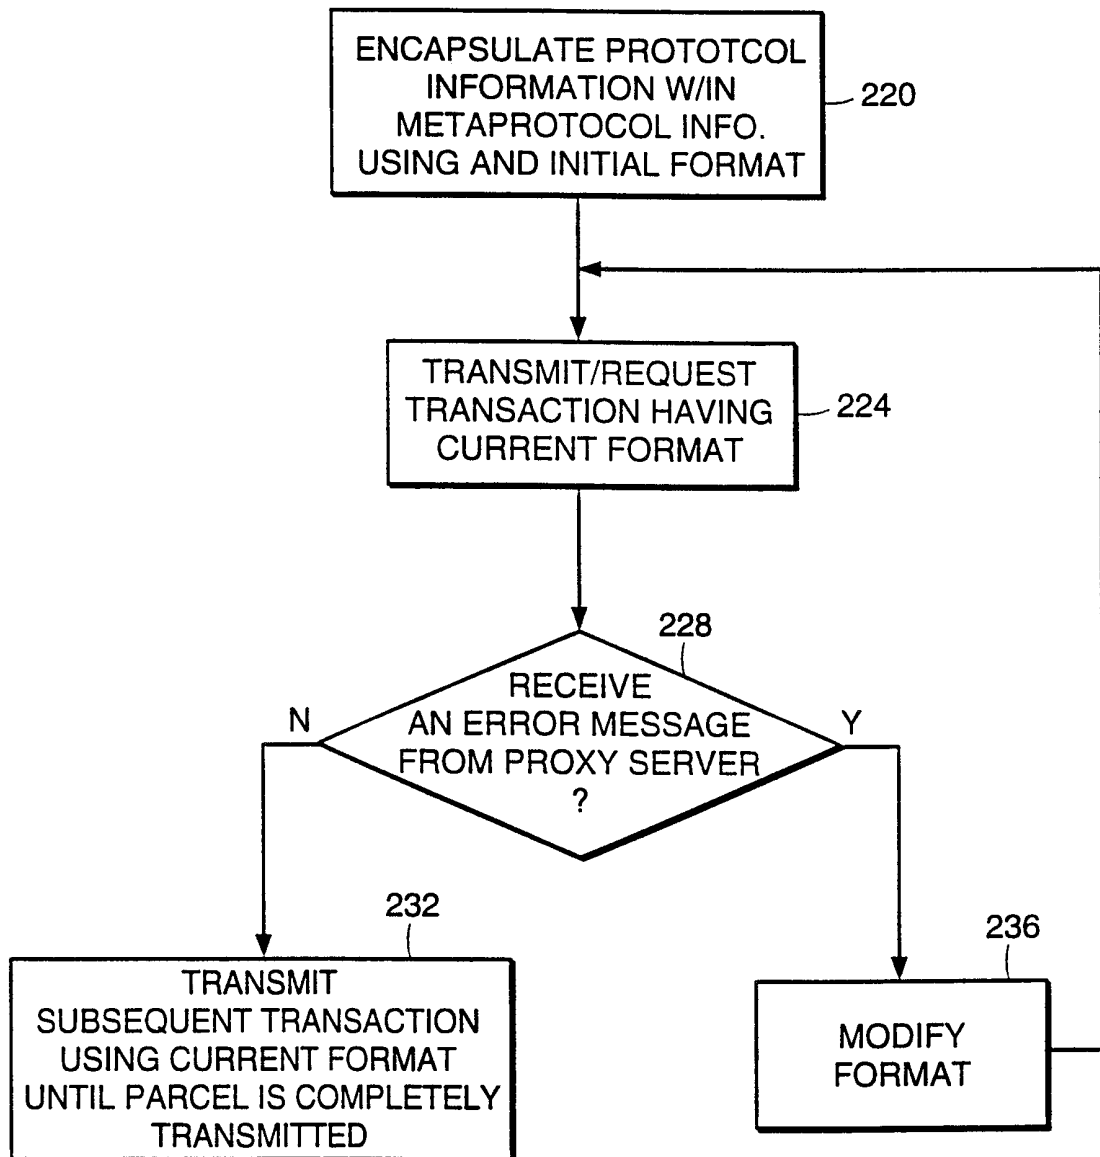 ENCAPSULATE PROTOTCOL
INFORMATION W/IN
METAPROTOCOL INFO.
USING AND INITIAL FORMAT
220
TRANSMIT/REQUEST
TRANSACTION HAVING
CURRENT FORMAT
224
228
RECEIVE
AN ERROR MESSAGE
FROM PROXY SERVER
?
N
Y
232
TRANSMIT
SUBSEQUENT TRANSACTION
USING CURRENT FORMAT
UNTIL PARCEL IS COMPLETELY
TRANSMITTED
236
MODIFY
FORMAT